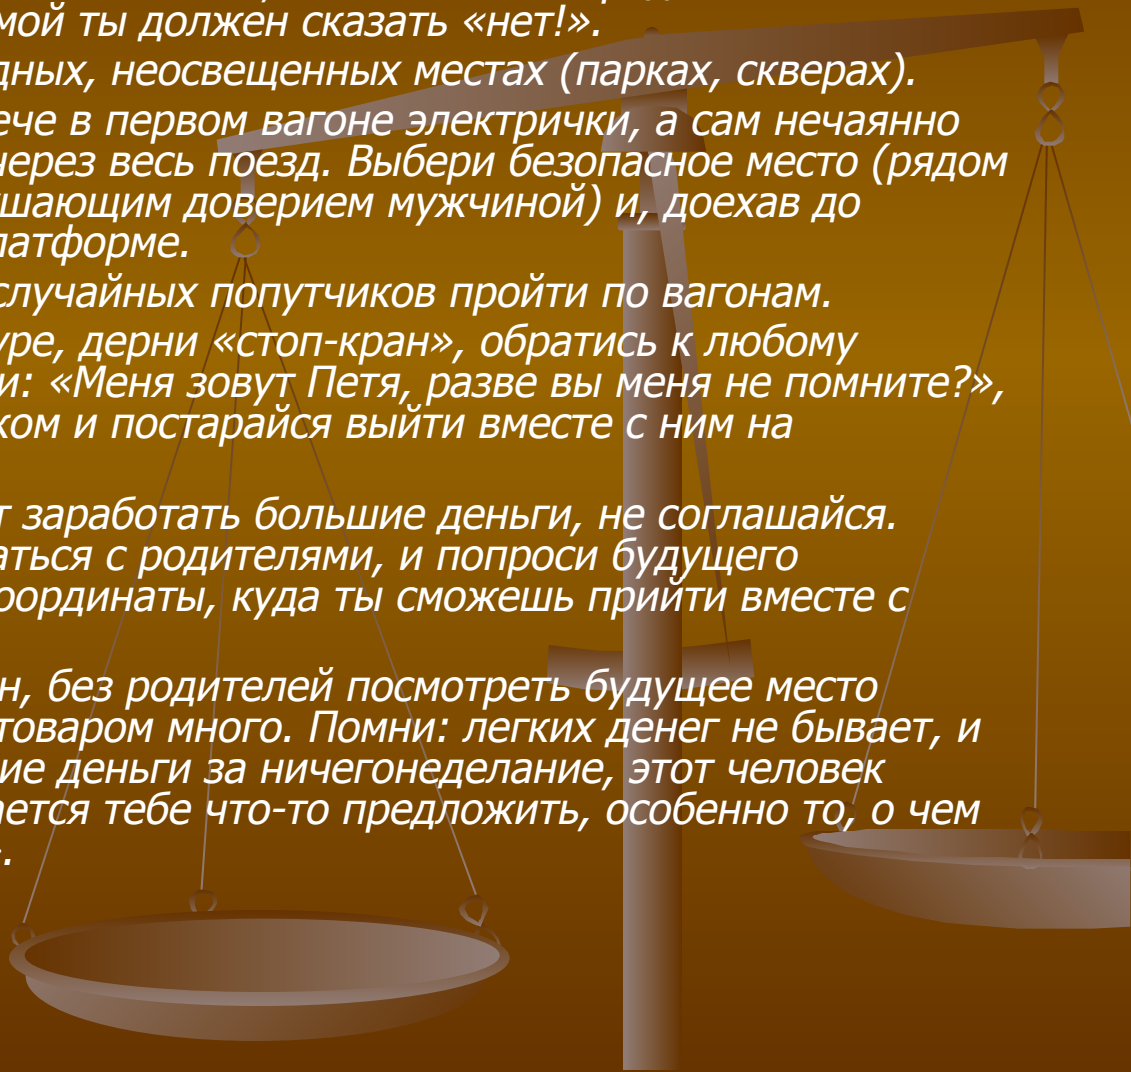 мой ты должен сказать «нет!».
дных, неосвещенных местах (парках, скверах).
ече в первом вагоне электрички, а сам нечаянно
через весь поезд. Выбери безопасное место (рядом
шающим доверием мужчиной) и, доехав до
латформе.
случайных попутчиков пройти по вагонам.
уре, дерни «стоп-кран», обратись к любому
и: «Меня зовут Петя, разве вы меня не помните?»,
ком и постарайся выйти вместе с ним на
т заработать большие деньги, не соглашайся.
аться с родителями, и попроси будущего
оординаты, куда ты сможешь прийти вместе с
н, без родителей посмотреть будущее место
товаром много. Помни: легких денег не бывает, и
ие деньги за ничегонеделание, этот человек
ается тебе что-то предложить, особенно то, о чем
».